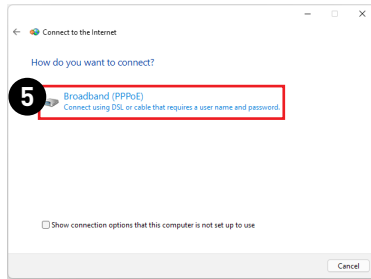 Connect to the Internet
How do you want to connect?
5
Broadband (PPPoE)
Connect using DSL or cable that requires a user name and password.
Show connection options that this computer is not set up to use
Cancel